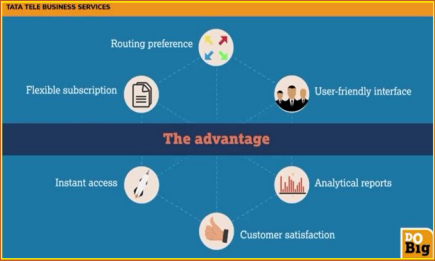 TATA TELE BUSINESS SERVICES
Routing preference
Flexible subscription
User-friendly interface
The advantage
Instant access
Analytical reports
Customer satisfaction
DO
Big